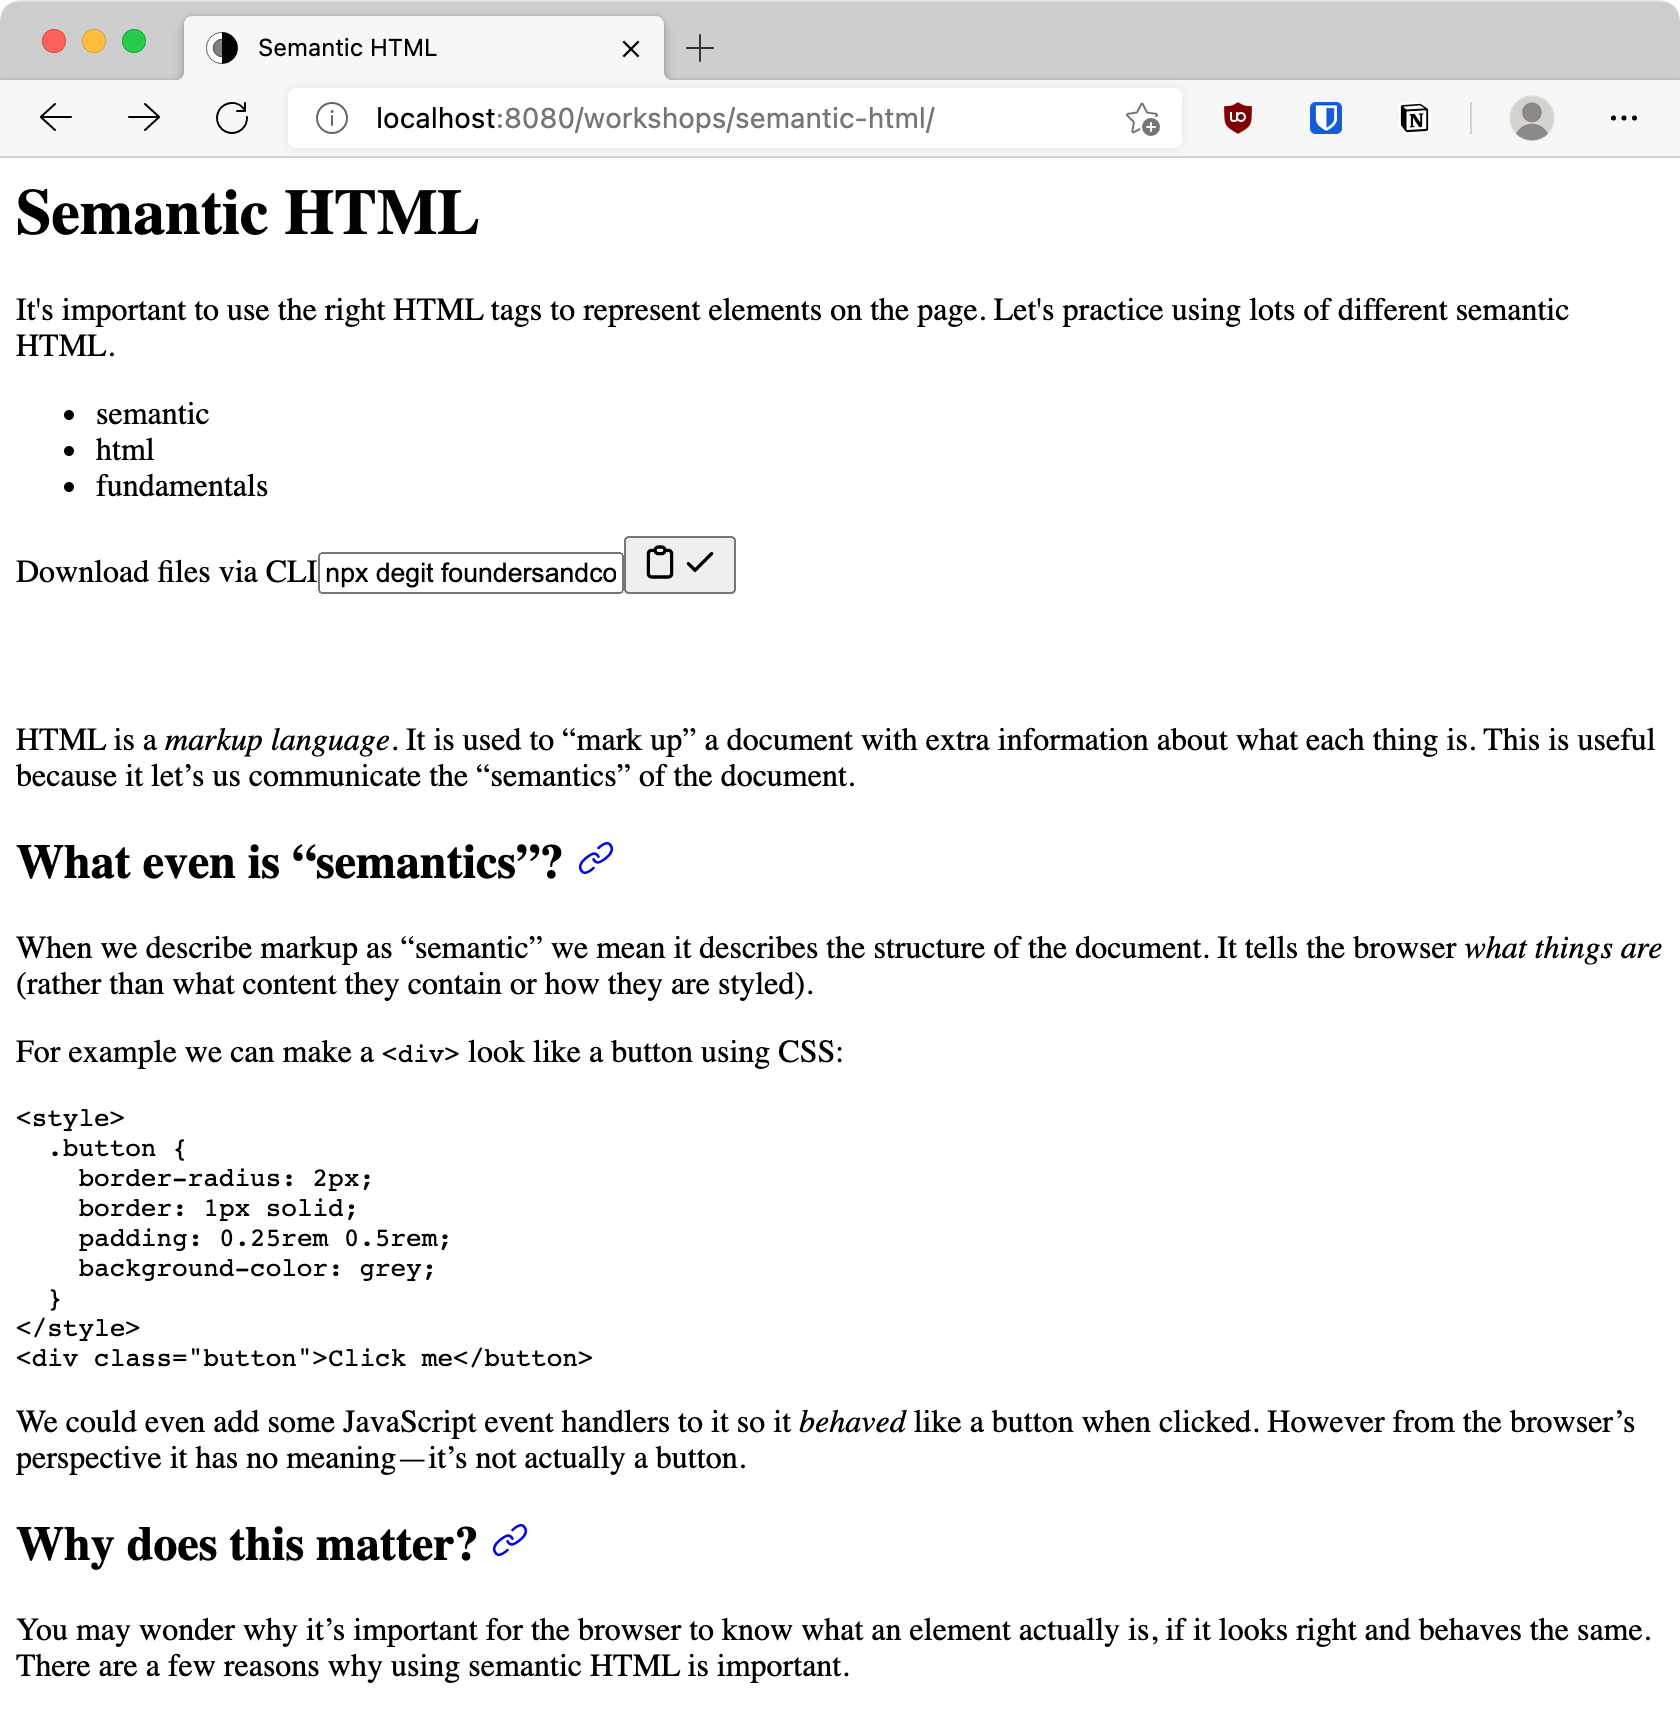 Semantic HTML
localhost:8080/workshops/semantic-html/
Semantic HTML
It's important to use the right HTML tags to represent elements on the page. Let's practice using lots of different semantic
HTML.
• semantic
• html
• fundamentals
Download files via CLI npx degit foundersandco
HTML is a markup language. It is used to “mark up” a document with extra information about what each thing is. This is useful
because it let’s us communicate the “semantics” of the document.
What even is “semantics”?
When we describe markup as “semantic” we mean it describes the structure of the document. It tells the browser what things are
(rather than what content they contain or how they are styled).
For example we can make a <div> look like a button using CSS:
<style>
  .button {
    border-radius: 2px;
    border: 1px solid;
    padding: 0.25rem 0.5rem;
    background-color: grey;
  }
</style>
<div class="button">Click me</button>
We could even add some JavaScript event handlers to it so it behaved like a button when clicked. However from the browser’s
perspective it has no meaning—it’s not actually a button.
Why does this matter?
You may wonder why it’s important for the browser to know what an element actually is, if it looks right and behaves the same.
There are a few reasons why using semantic HTML is important.